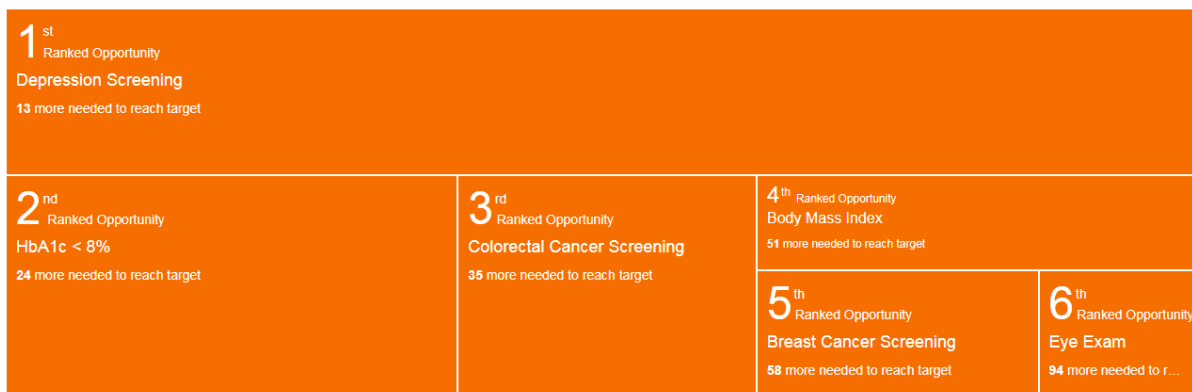 1st Ranked Opportunity
Depression Screening
13 more needed to reach target
2nd Ranked Opportunity
HbA1c < 8%
24 more needed to reach target
3rd Ranked Opportunity
Colorectal Cancer Screening
35 more needed to reach target
4th Ranked Opportunity
Body Mass Index
51 more needed to reach target
5th Ranked Opportunity
Breast Cancer Screening
58 more needed to reach target
6th Ranked Opportunity
Eye Exam
94 more needed to r...